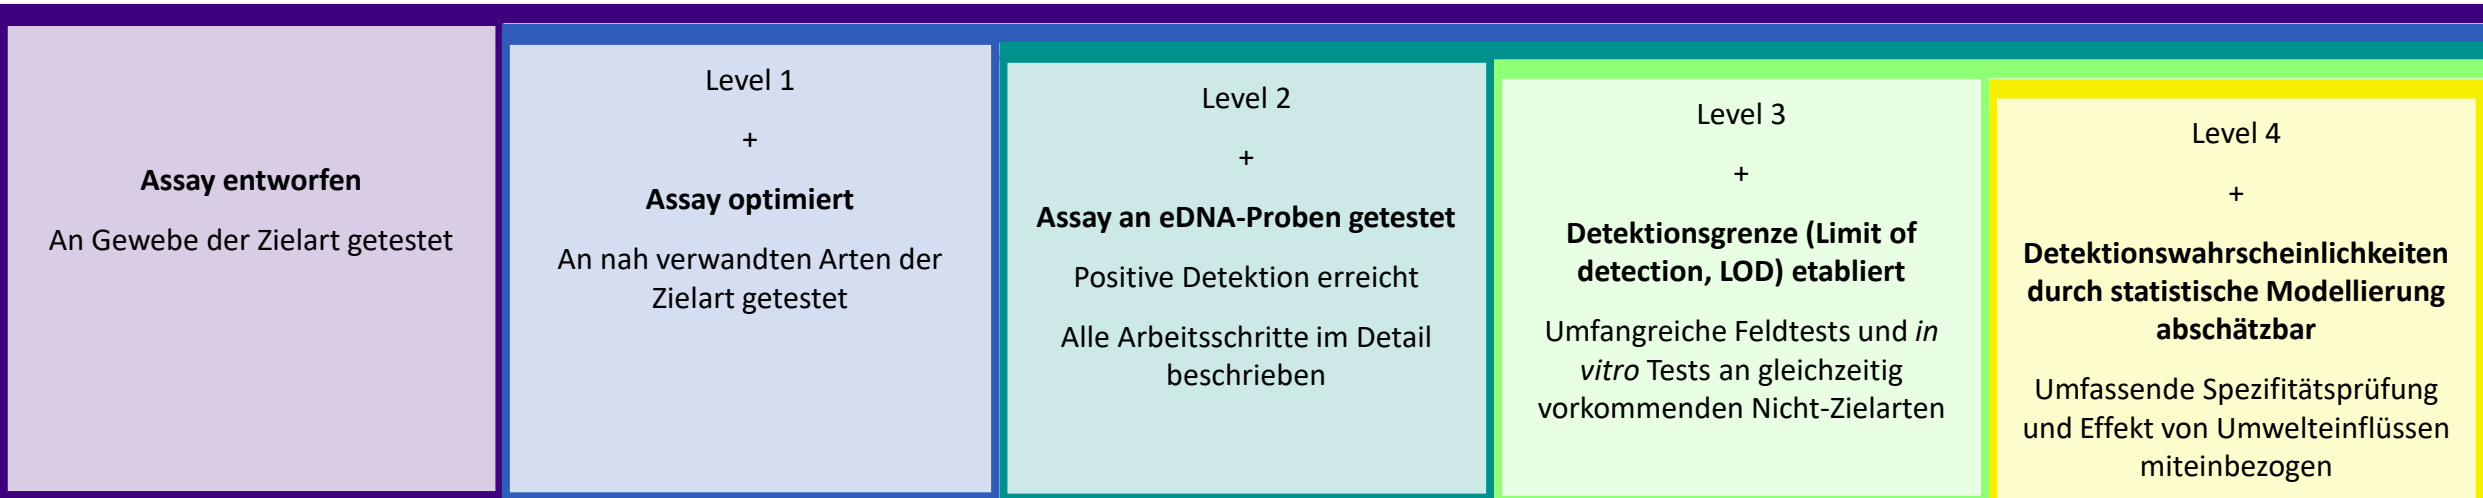 Assay entworfen
An Gewebe der Zielart getestet
Level 1
+
Assay optimiert
An nah verwandten Arten der
Zielart getestet
Level 2
+
Assay an eDNA-Proben getestet
Positive Detektion erreicht
Alle Arbeitsschritte im Detail
beschrieben
Level 3
+
Detektionsgrenze (Limit of
detection, LOD) etabliert
Umfangreiche Feldtests und in
vitro Tests an gleichzeitig
vorkommenden Nicht-Zielarten
Level 4
+
Detektionswahrscheinlichkeiten
durch statistische Modellierung
abschätzbar
Umfassende Spezifitätsprüfung
und Effekt von Umwelteinflüssen
miteinbezogen